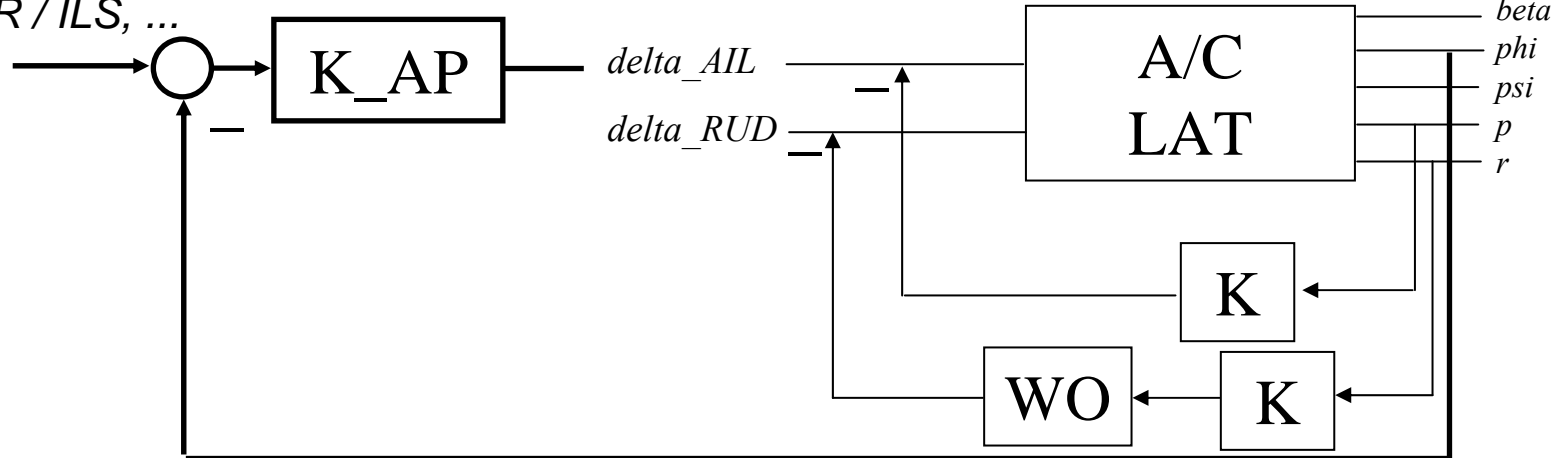 R / ILS, ...
K_AP
delta_AIL
delta_RUD
A/C
LAT
beta
phi
psi
p
r
K
WO
K